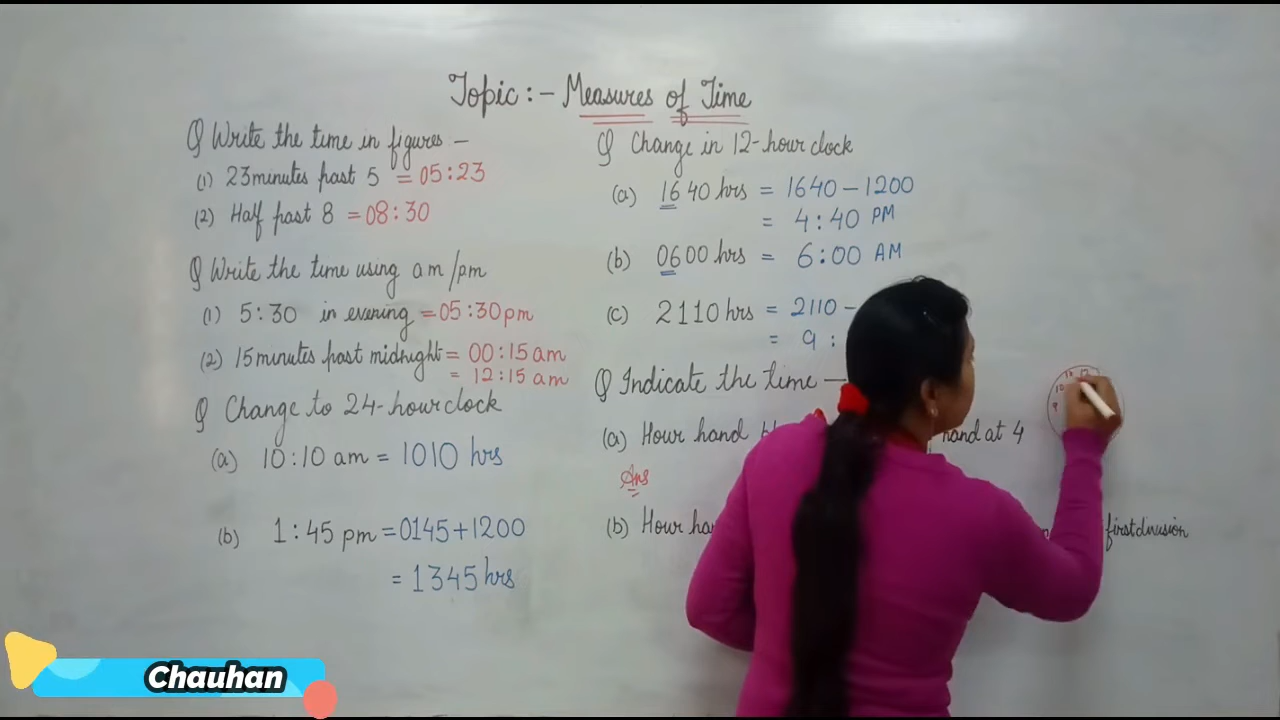 Topic :- Measures of Time
Q Write the time in figures -
(1) 23 minutes past 5 = 05:23
(2) Half past 8 = 08:30
Q Write the time using am/pm
(1) 5:30 in evening = 05:30 pm
(2) 15 minutes past midnight = 00:15 am
= 12:15 am
Q Change to 24-hour clock
(a) 10:10 am = 1010 hrs
(b) 1:45 pm = 0145+1200
= 1345 hrs
Q Change in 12-hour clock
(a) 1640 hrs = 1640-1200
= 4:40 PM
(b) 0600 hrs = 6:00 AM
(c) 2110 hrs = 2110-
= 9:
Q Indicate the time -
(a) Hour hand hand at 4
Ans
(b) Hour first division
12
10
9
Chauhan